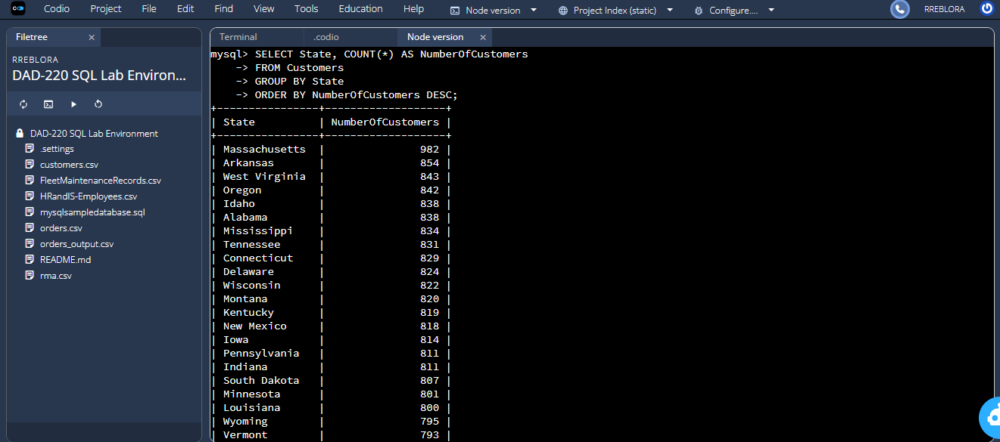 Codio Project File Edit Find View Tools Education Help Node version Project Index (static) Configure.... RREBLORA
Filetree ×
RREBLORA
DAD-220 SQL Lab Environ...
DAD-220 SQL Lab Environment
.settings
customers.csv
FleetMaintenanceRecords.csv
HRandIS-Employees.csv
mysqlsampledatabase.sql
orders.csv
orders_output.csv
README.md
rma.csv
Terminal .codio Node version ×
mysql> SELECT State, COUNT(*) AS NumberOfCustomers
    -> FROM Customers
    -> GROUP BY State
    -> ORDER BY NumberOfCustomers DESC;
+----------------+-------------------+
| State          | NumberOfCustomers |
+----------------+-------------------+
| Massachusetts  |               982 |
| Arkansas       |               854 |
| West Virginia  |               843 |
| Oregon         |               842 |
| Idaho          |               838 |
| Alabama        |               838 |
| Mississippi    |               834 |
| Tennessee      |               831 |
| Connecticut    |               829 |
| Delaware       |               824 |
| Wisconsin      |               822 |
| Montana        |               820 |
| Kentucky       |               819 |
| New Mexico     |               818 |
| Iowa           |               814 |
| Pennsylvania   |               811 |
| Indiana        |               811 |
| South Dakota   |               807 |
| Minnesota      |               801 |
| Louisiana      |               800 |
| Wyoming        |               795 |
| Vermont        |               793 |